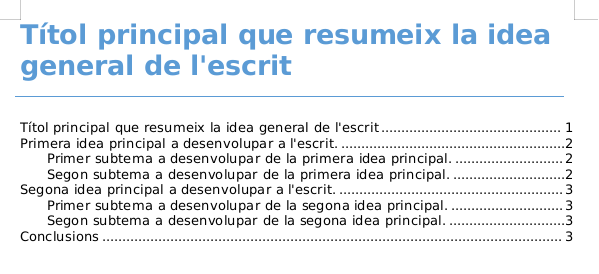 Títol principal que resumeix la idea
general de l'escrit
Títol principal que resumeix la idea general de l'escrit............................................. 1
Primera idea principal a desenvolupar a l'escrit. .......................................................2
Primer subtema a desenvolupar de la primera idea principal. ........................... 2
Segon subtema a desenvolupar de la primera idea principal. ............................2
Segona idea principal a desenvolupar a l'escrit. ........................................................ 3
Primer subtema a desenvolupar de la segona idea principal. ............................ 3
Segon subtema a desenvolupar de la segona idea principal. .............................3
Conclusions ................................................................................................................... 3